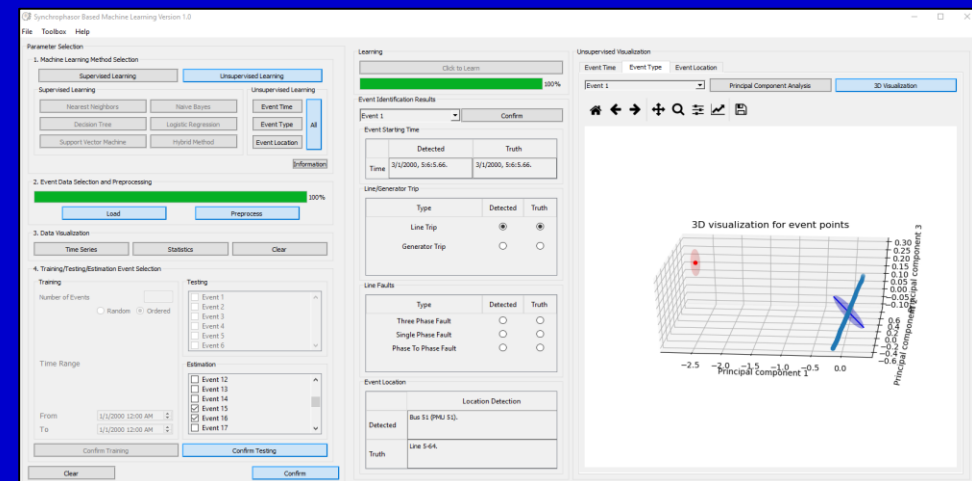 Synchrophasor Based Machine Learning Version 1.0
File Toolbox Help
Parameter Selection
1. Machine Learning Method Selection
Supervised Learning
Unsupervised Learning
Supervised Learning
Unsupervised Learning
Nearest Neighbors
Naive Bayes
Event Time
Decision Tree
Logistic Regression
Event Type
All
Support Vector Machine
Hybrid Method
Event Location
Information
2. Event Data Selection and Preprocessing
100%
Load
Preprocess
3. Data Visualization
Time Series
Statistics
Clear
4. Training/Testing/Estimation Event Selection
Training
Testing
Number of Events
Random Ordered
Event 1
Event 2
Event 3
Event 4
Event 5
Event 6
Time Range
Estimation
Event 12
Event 13
Event 14
Event 15
Event 16
Event 17
From 1/1/2000 12:00 AM
To 1/1/2000 12:00 AM
Confirm Training
Confirm Testing
Clear
Confirm
Learning
Click to Learn
100%
Event Identification Results
Event 1
Confirm
Event Starting Time
Detected Truth
Time 3/1/2000, 5:6:5.66. 3/1/2000, 5:6:5.66.
Line/Generator Trip
Type Detected Truth
Line Trip
Generator Trip
Line Faults
Type Detected Truth
Three Phase Fault
Single Phase Fault
Phase To Phase Fault
Event Location
Location Detection
Detected Bus 51 (PMU 51).
Truth Line 5-64.
Unsupervised Visualization
Event Time Event Type Event Location
Event 1
Principal Component Analysis
3D Visualization
3D visualization for event points
0.30
0.25
0.20
0.15
0.10
0.05
0.00
-0.05
-0.10
Principal component 3
0.6
0.4
0.2
0.0
-0.2
-0.4
-0.6
Principal component 2
-2.5 -2.0 -1.5 -1.0 -0.5 0.0
Principal component 1